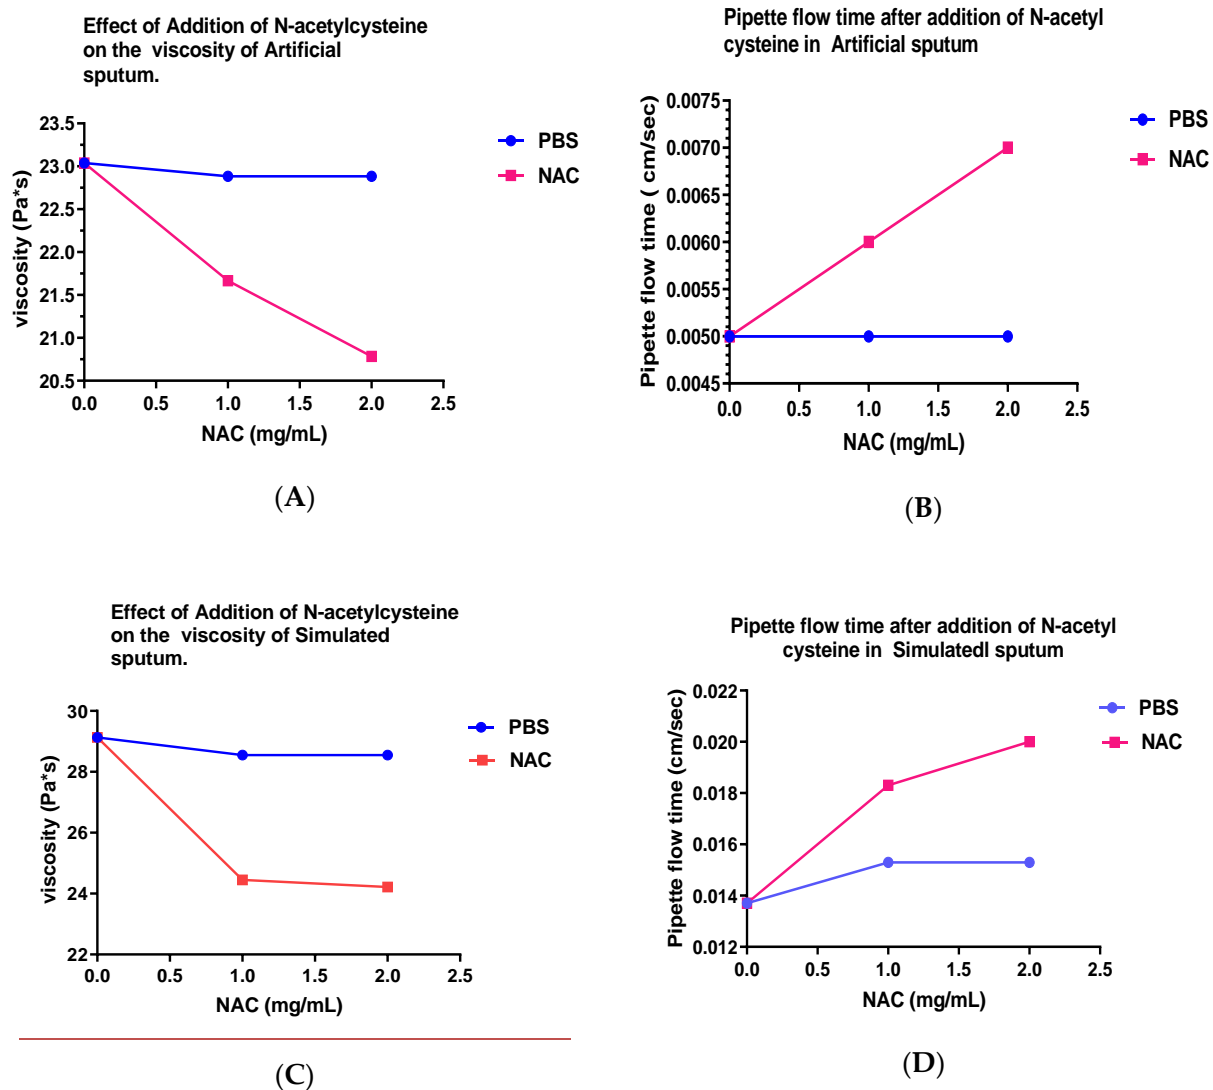 Effect of Addition of N-acetylcysteine
on the viscosity of Artificial
sputum.
23.5
23.0
22.5
22.0
21.5
21.0
20.5
0.0 0.5 1.0 1.5 2.0 2.5
viscosity (Pa*s)
NAC (mg/mL)
PBS
NAC
(A)
Pipette flow time after addition of N-acetyl
cysteine in Artificial sputum
0.0075
0.0070
0.0065
0.0060
0.0055
0.0050
0.0045
0.0 0.5 1.0 1.5 2.0 2.5
Pipette flow time ( cm/sec)
NAC (mg/mL)
PBS
NAC
(B)
Effect of Addition of N-acetylcysteine
on the viscosity of Simulated
sputum.
30
28
26
24
22
0.0 0.5 1.0 1.5 2.0 2.5
viscosity (Pa*s)
NAC (mg/mL)
PBS
NAC
(C)
Pipette flow time after addition of N-acetyl
cysteine in Simulatedl sputum
0.022
0.020
0.018
0.016
0.014
0.012
0.0 0.5 1.0 1.5 2.0 2.5
Pipette flow time (cm/sec)
NAC (mg/mL)
PBS
NAC
(D)